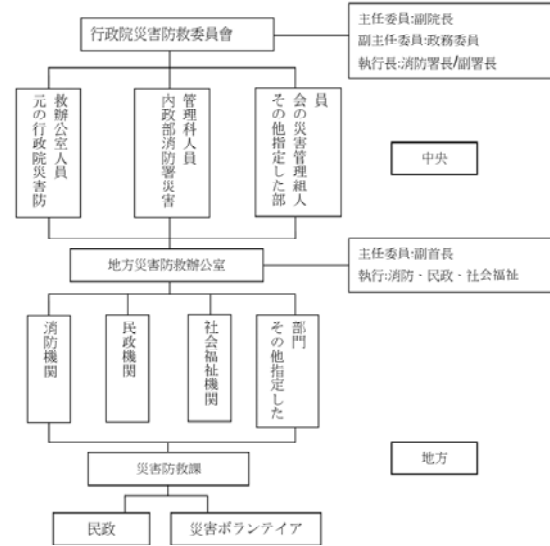 行政院災害防救委員會
主任委員:副院長
副主任委員:政務委員
執行長:消防署長/副署長
救辦公室人員
元の行政院災害防
管理科人員
内政部消防署災害
員
会の災害管理組人
その他指定した部
中央
地方災害防救辦公室
主任委員:副首長
執行:消防‐民政‐社会福祉
消防機関
民政機関
社会福祉機関
部門
その他指定した
災害防救課
地方
民政
災害ボランテイア